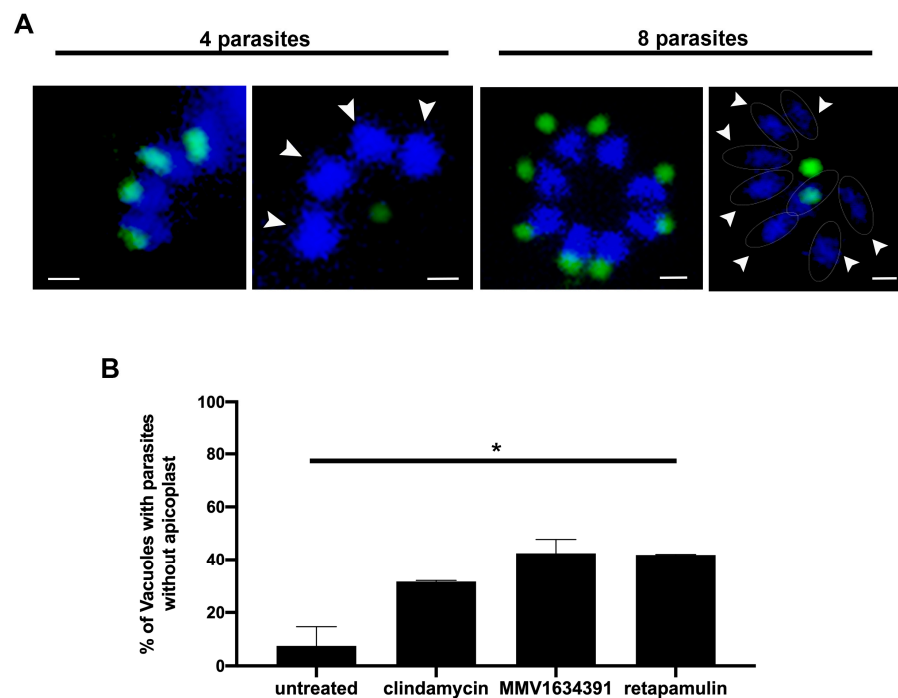 A
4 parasites
8 parasites
B
% of Vacuoles with parasites
without apicoplast
100
80
60
40
20
0
*
untreated
clindamycin
MMV1634391
retapamulin